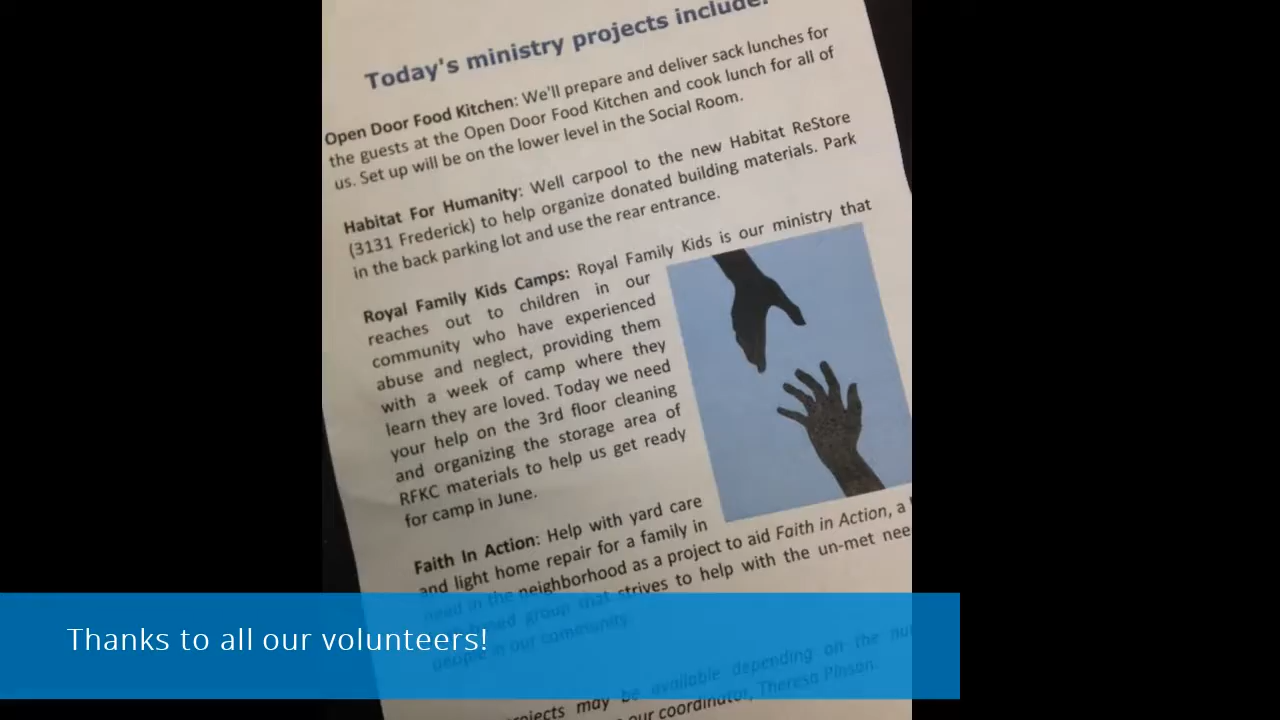 Today's ministry projects include:
Open Door Food Kitchen: We'll prepare and deliver sack lunches for
the guests at the Open Door Food Kitchen and cook lunch for all of
us. Set up will be on the lower level in the Social Room.
Habitat For Humanity: Well carpool to the new Habitat ReStore
(3131 Frederick) to help organize donated building materials. Park
in the back parking lot and use the rear entrance.
Royal Family Kids Camps: Royal Family Kids is our ministry that
reaches out to children in our
community who have experienced
abuse and neglect, providing them
with a week of camp where they
learn they are loved. Today we need
your help on the 3rd floor cleaning
and organizing the storage area of
RFKC materials to help us get ready
for camp in June.
Faith In Action: Help with yard care
and light home repair for a family in
need in the neighborhood as a project to aid Faith in Action, a
based group that strives to help with the un-met
people in our community.
may be available depending on the
our coordinator, Theresa Pinson.
Thanks to all our volunteers!